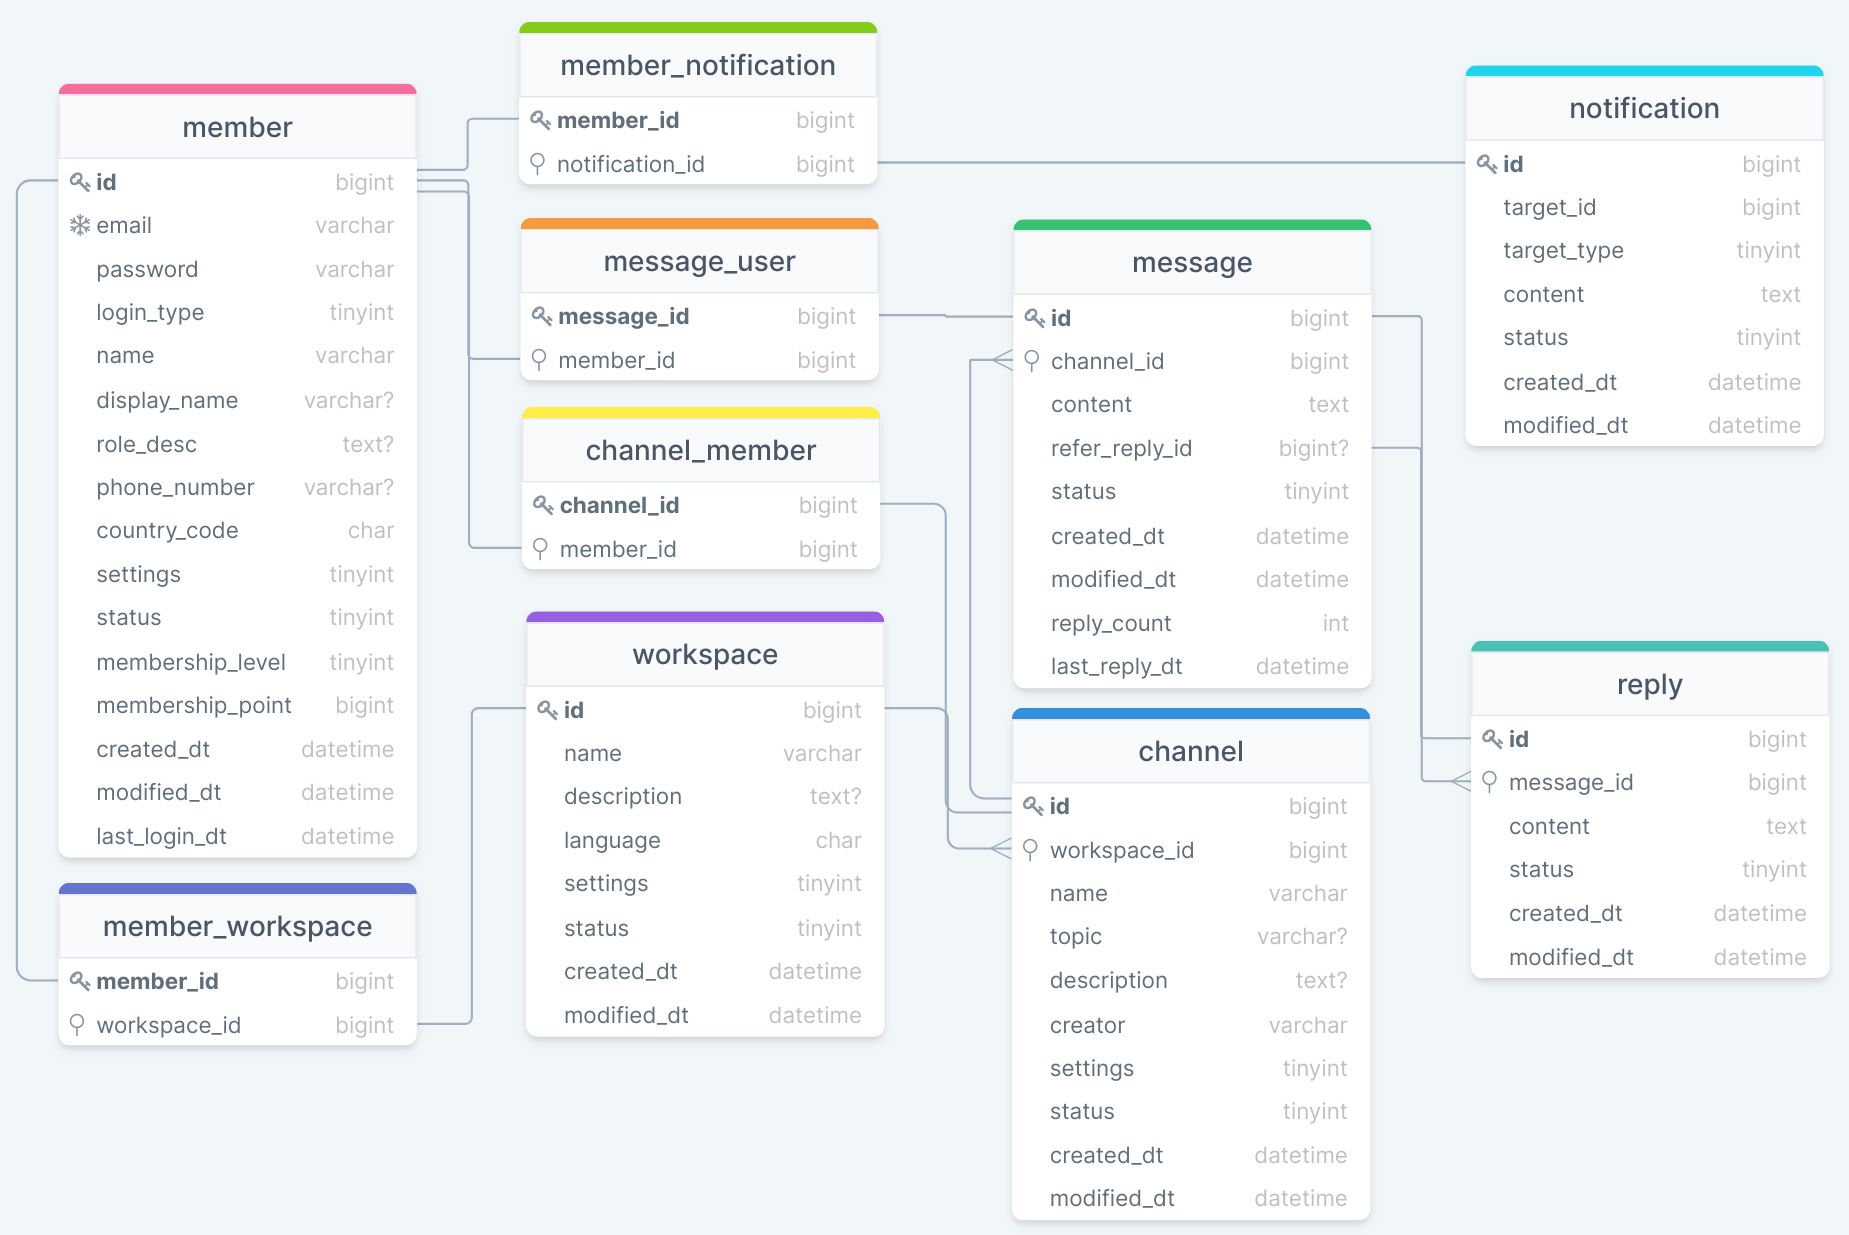 member
id bigint
email varchar
password varchar
login_type tinyint
name varchar
display_name varchar?
role_desc text?
phone_number varchar?
country_code char
settings tinyint
status tinyint
membership_level tinyint
membership_point bigint
created_dt datetime
modified_dt datetime
last_login_dt datetime
member_workspace
member_id bigint
workspace_id bigint
member_notification
member_id bigint
notification_id bigint
message_user
message_id bigint
member_id bigint
channel_member
channel_id bigint
member_id bigint
workspace
id bigint
name varchar
description text?
language char
settings tinyint
status tinyint
created_dt datetime
modified_dt datetime
message
id bigint
channel_id bigint
content text
refer_reply_id bigint?
status tinyint
created_dt datetime
modified_dt datetime
reply_count int
last_reply_dt datetime
channel
id bigint
workspace_id bigint
name varchar
topic varchar?
description text?
creator varchar
settings tinyint
status tinyint
created_dt datetime
modified_dt datetime
notification
id bigint
target_id bigint
target_type tinyint
content text
status tinyint
created_dt datetime
modified_dt datetime
reply
id bigint
message_id bigint
content text
status tinyint
created_dt datetime
modified_dt datetime